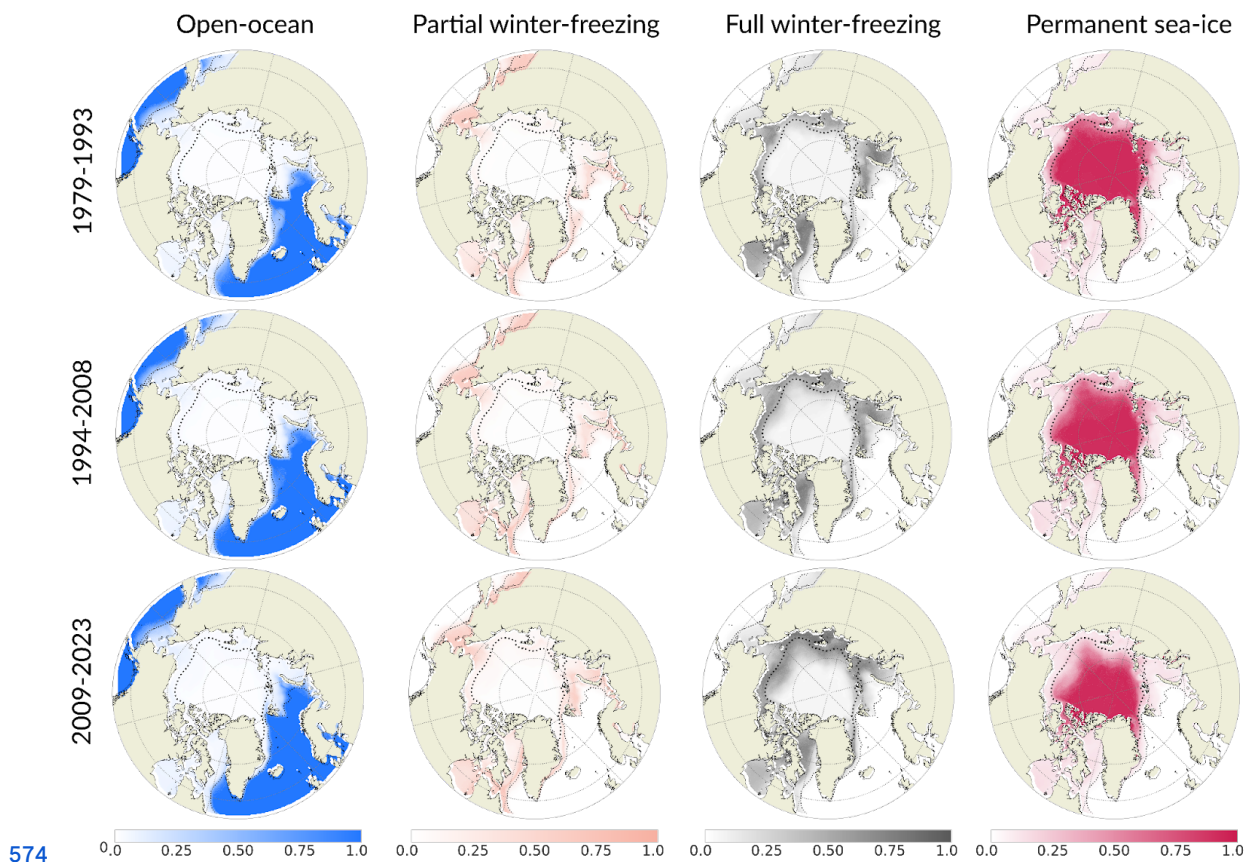 Open-ocean Partial winter-freezing Full winter-freezing Permanent sea-ice
1979-1993
1994-2008
2009-2023
0.0 0.25 0.50 0.75 1.0 0.0 0.25 0.50 0.75 1.0 0.0 0.25 0.50 0.75 1.0 0.0 0.25 0.50 0.75 1.0
574